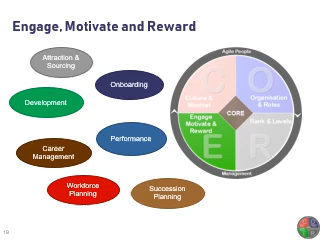 Engage, Motivate and Reward
Attraction &
Sourcing
Onboarding
Development
Performance
Career
Management
Workforce
Planning
Succession
Planning
Agile People
C
O
Culture &
Mindset
Organisation
& Roles
CORE
Engage
Motivate &
Reward
Rank & Levels
E
R
Management
19